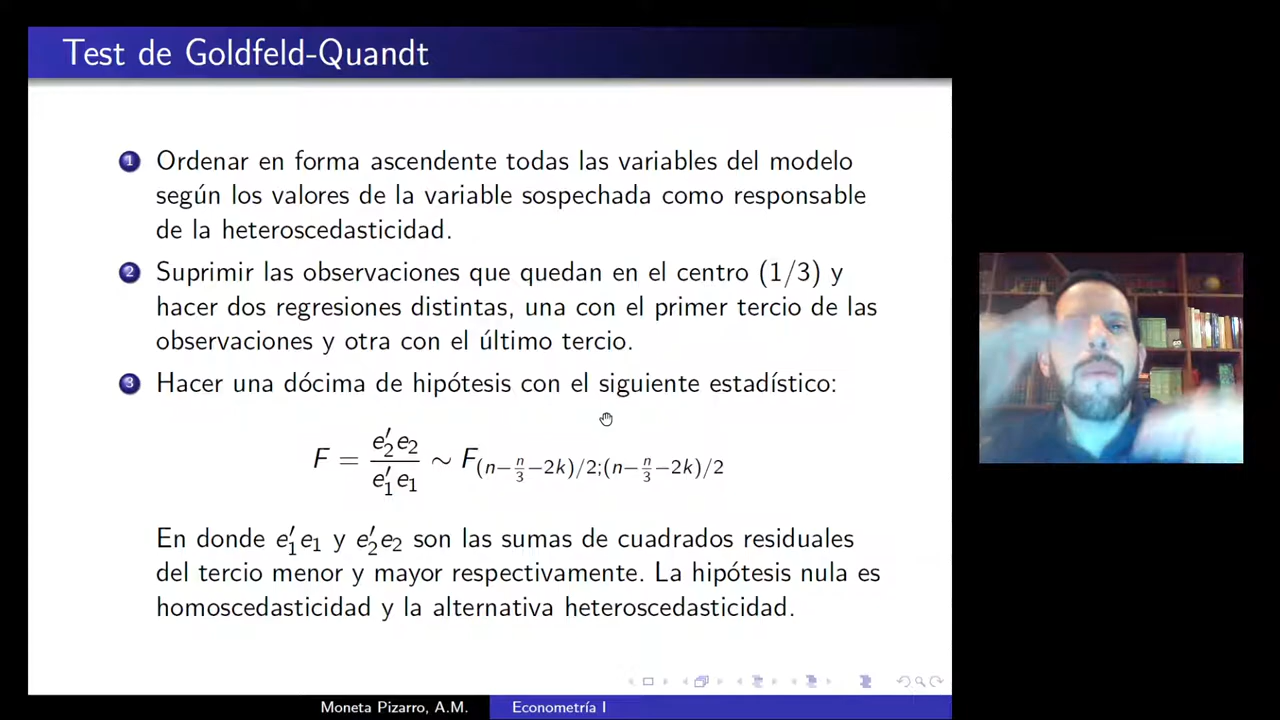 Test de Goldfeld-Quandt
1 Ordenar en forma ascendente todas las variables del modelo
según los valores de la variable sospechada como responsable
de la heteroscedasticidad.
2 Suprimir las observaciones que quedan en el centro (1/3) y
hacer dos regresiones distintas, una con el primer tercio de las
observaciones y otra con el último tercio.
3 Hacer una dócima de hipótesis con el siguiente estadístico:
F = e′₂e₂ / e′₁e₁ ∼ F₍n−n/3−2k)/2;(n−n/3−2k)/2
En donde e′₁e₁ y e′₂e₂ son las sumas de cuadrados residuales
del tercio menor y mayor respectivamente. La hipótesis nula es
homoscedasticidad y la alternativa heteroscedasticidad.
Moneta Pizarro, A.M. Econometría I